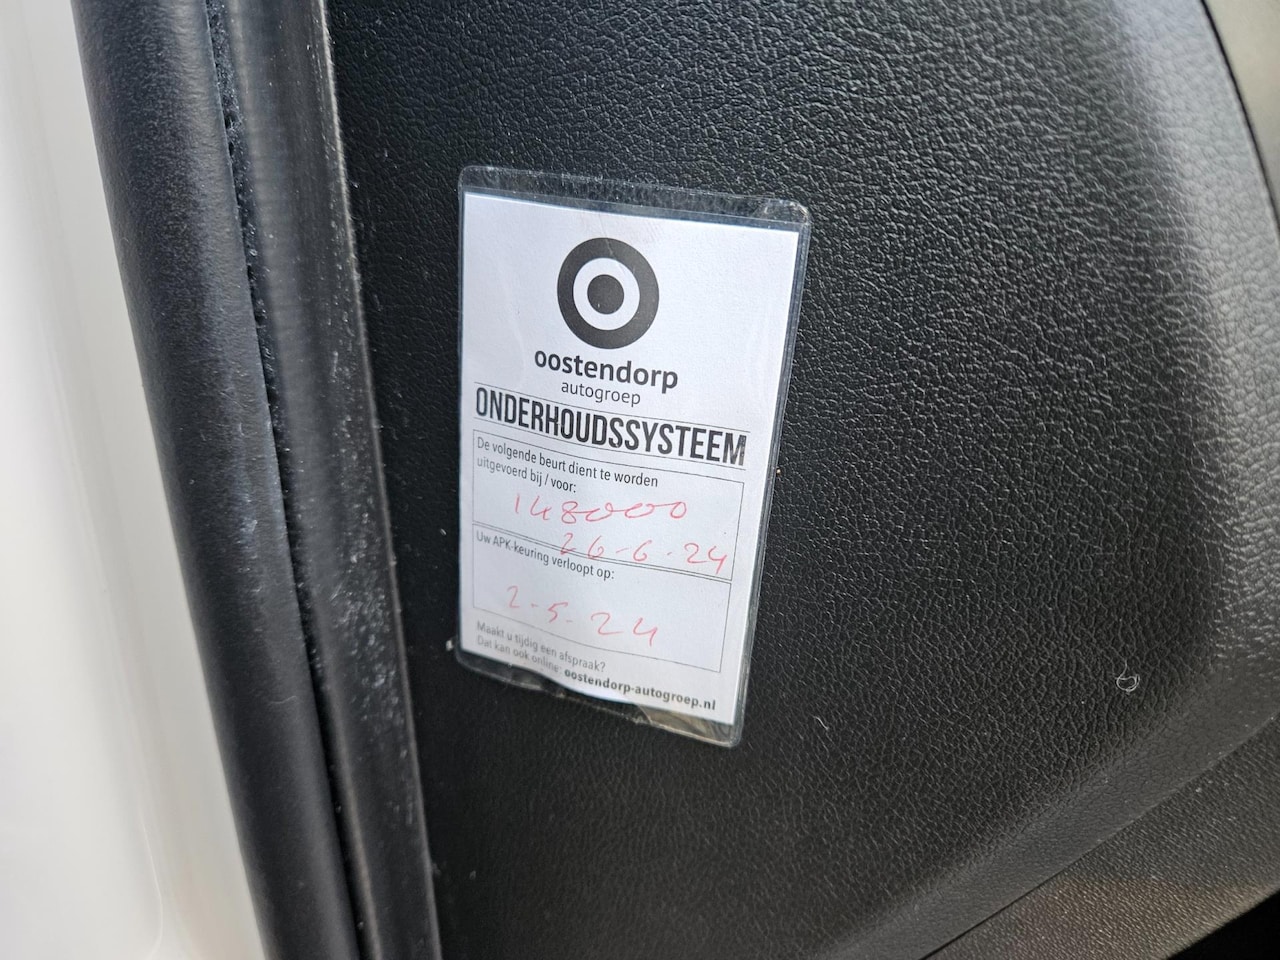 oostendorp
autogroep
ONDERHOUDSSYSTEEM
De volgende beurt dient te worden
uitgevoerd bij / voor:
148000
26-6-24
Uw APK-keuring verloopt op:
2-5-24
Maakt u tijdig een afspraak?
Dat kan ook online: oostendorp-autogroep.nl